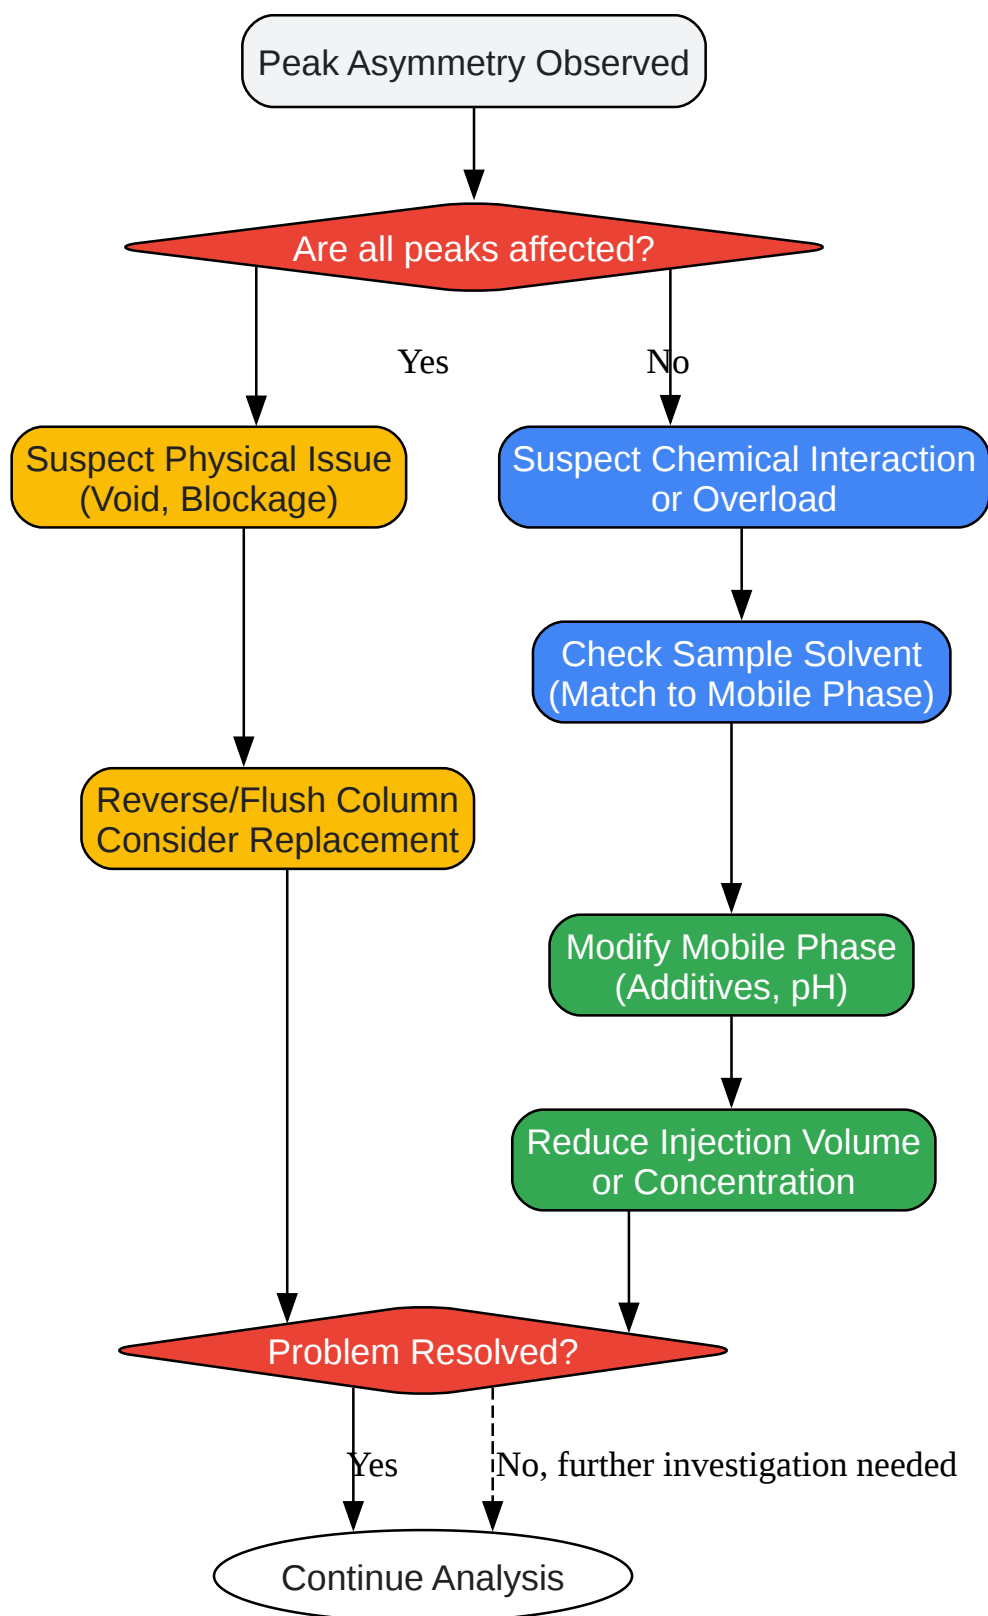 Peak Asymmetry Observed
Are all peaks affected?
Yes
No
Suspect Physical Issue
(Void, Blockage)
Suspect Chemical Interaction
or Overload
Check Sample Solvent
(Match to Mobile Phase)
Reverse/Flush Column
Consider Replacement
Modify Mobile Phase
(Additives, pH)
Reduce Injection Volume
or Concentration
Problem Resolved?
Yes
No, further investigation needed
Continue Analysis